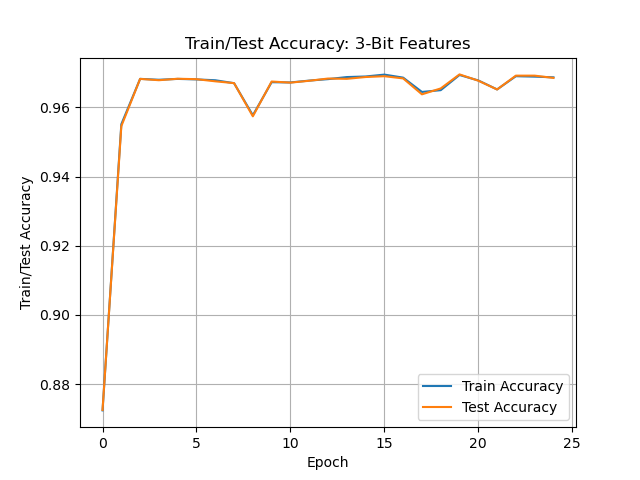 Train/Test Accuracy: 3-Bit Features
Train/Test Accuracy
0.96
0.94
0.92
0.90
0.88
0
5
10
15
20
25
Epoch
Train Accuracy
Test Accuracy